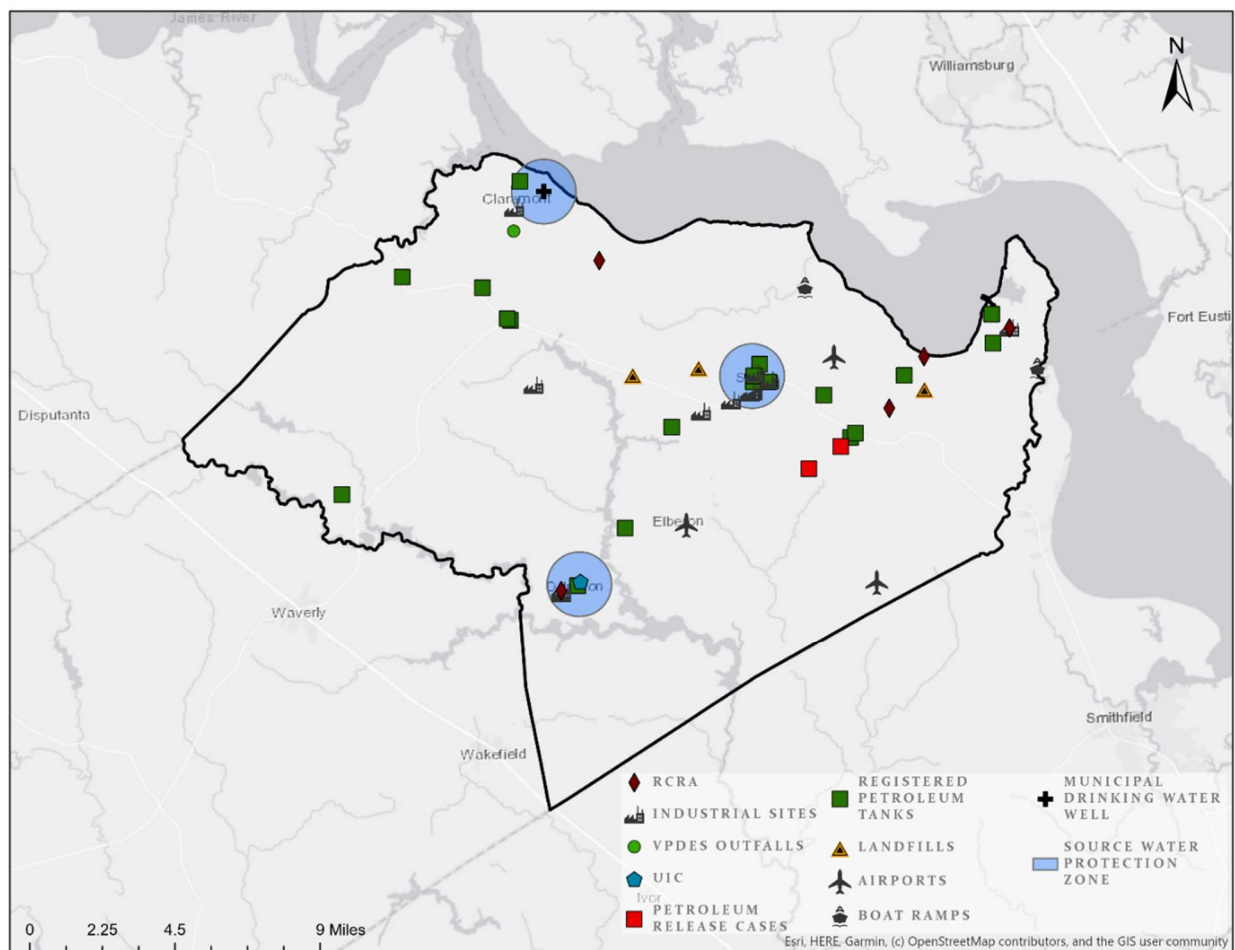 James River
Williamsburg
N
Claremont
Fort Eusti
Disputanta
Elberon
Waverly
Smithfield
Wakefield
Ivor
RCRA
INDUSTRIAL SITES
VPDES OUTFALLS
UIC
PETROLEUM
RELEASE CASES
REGISTERED
PETROLEUM
TANKS
LANDFILLS
AIRPORTS
BOAT RAMPS
MUNICIPAL
DRINKING WATER
WELL
SOURCE WATER
PROTECTION
ZONE
0 2.25 4.5 9 Miles
Esri, HERE, Garmin, (c) OpenStreetMap contributors, and the GIS user community